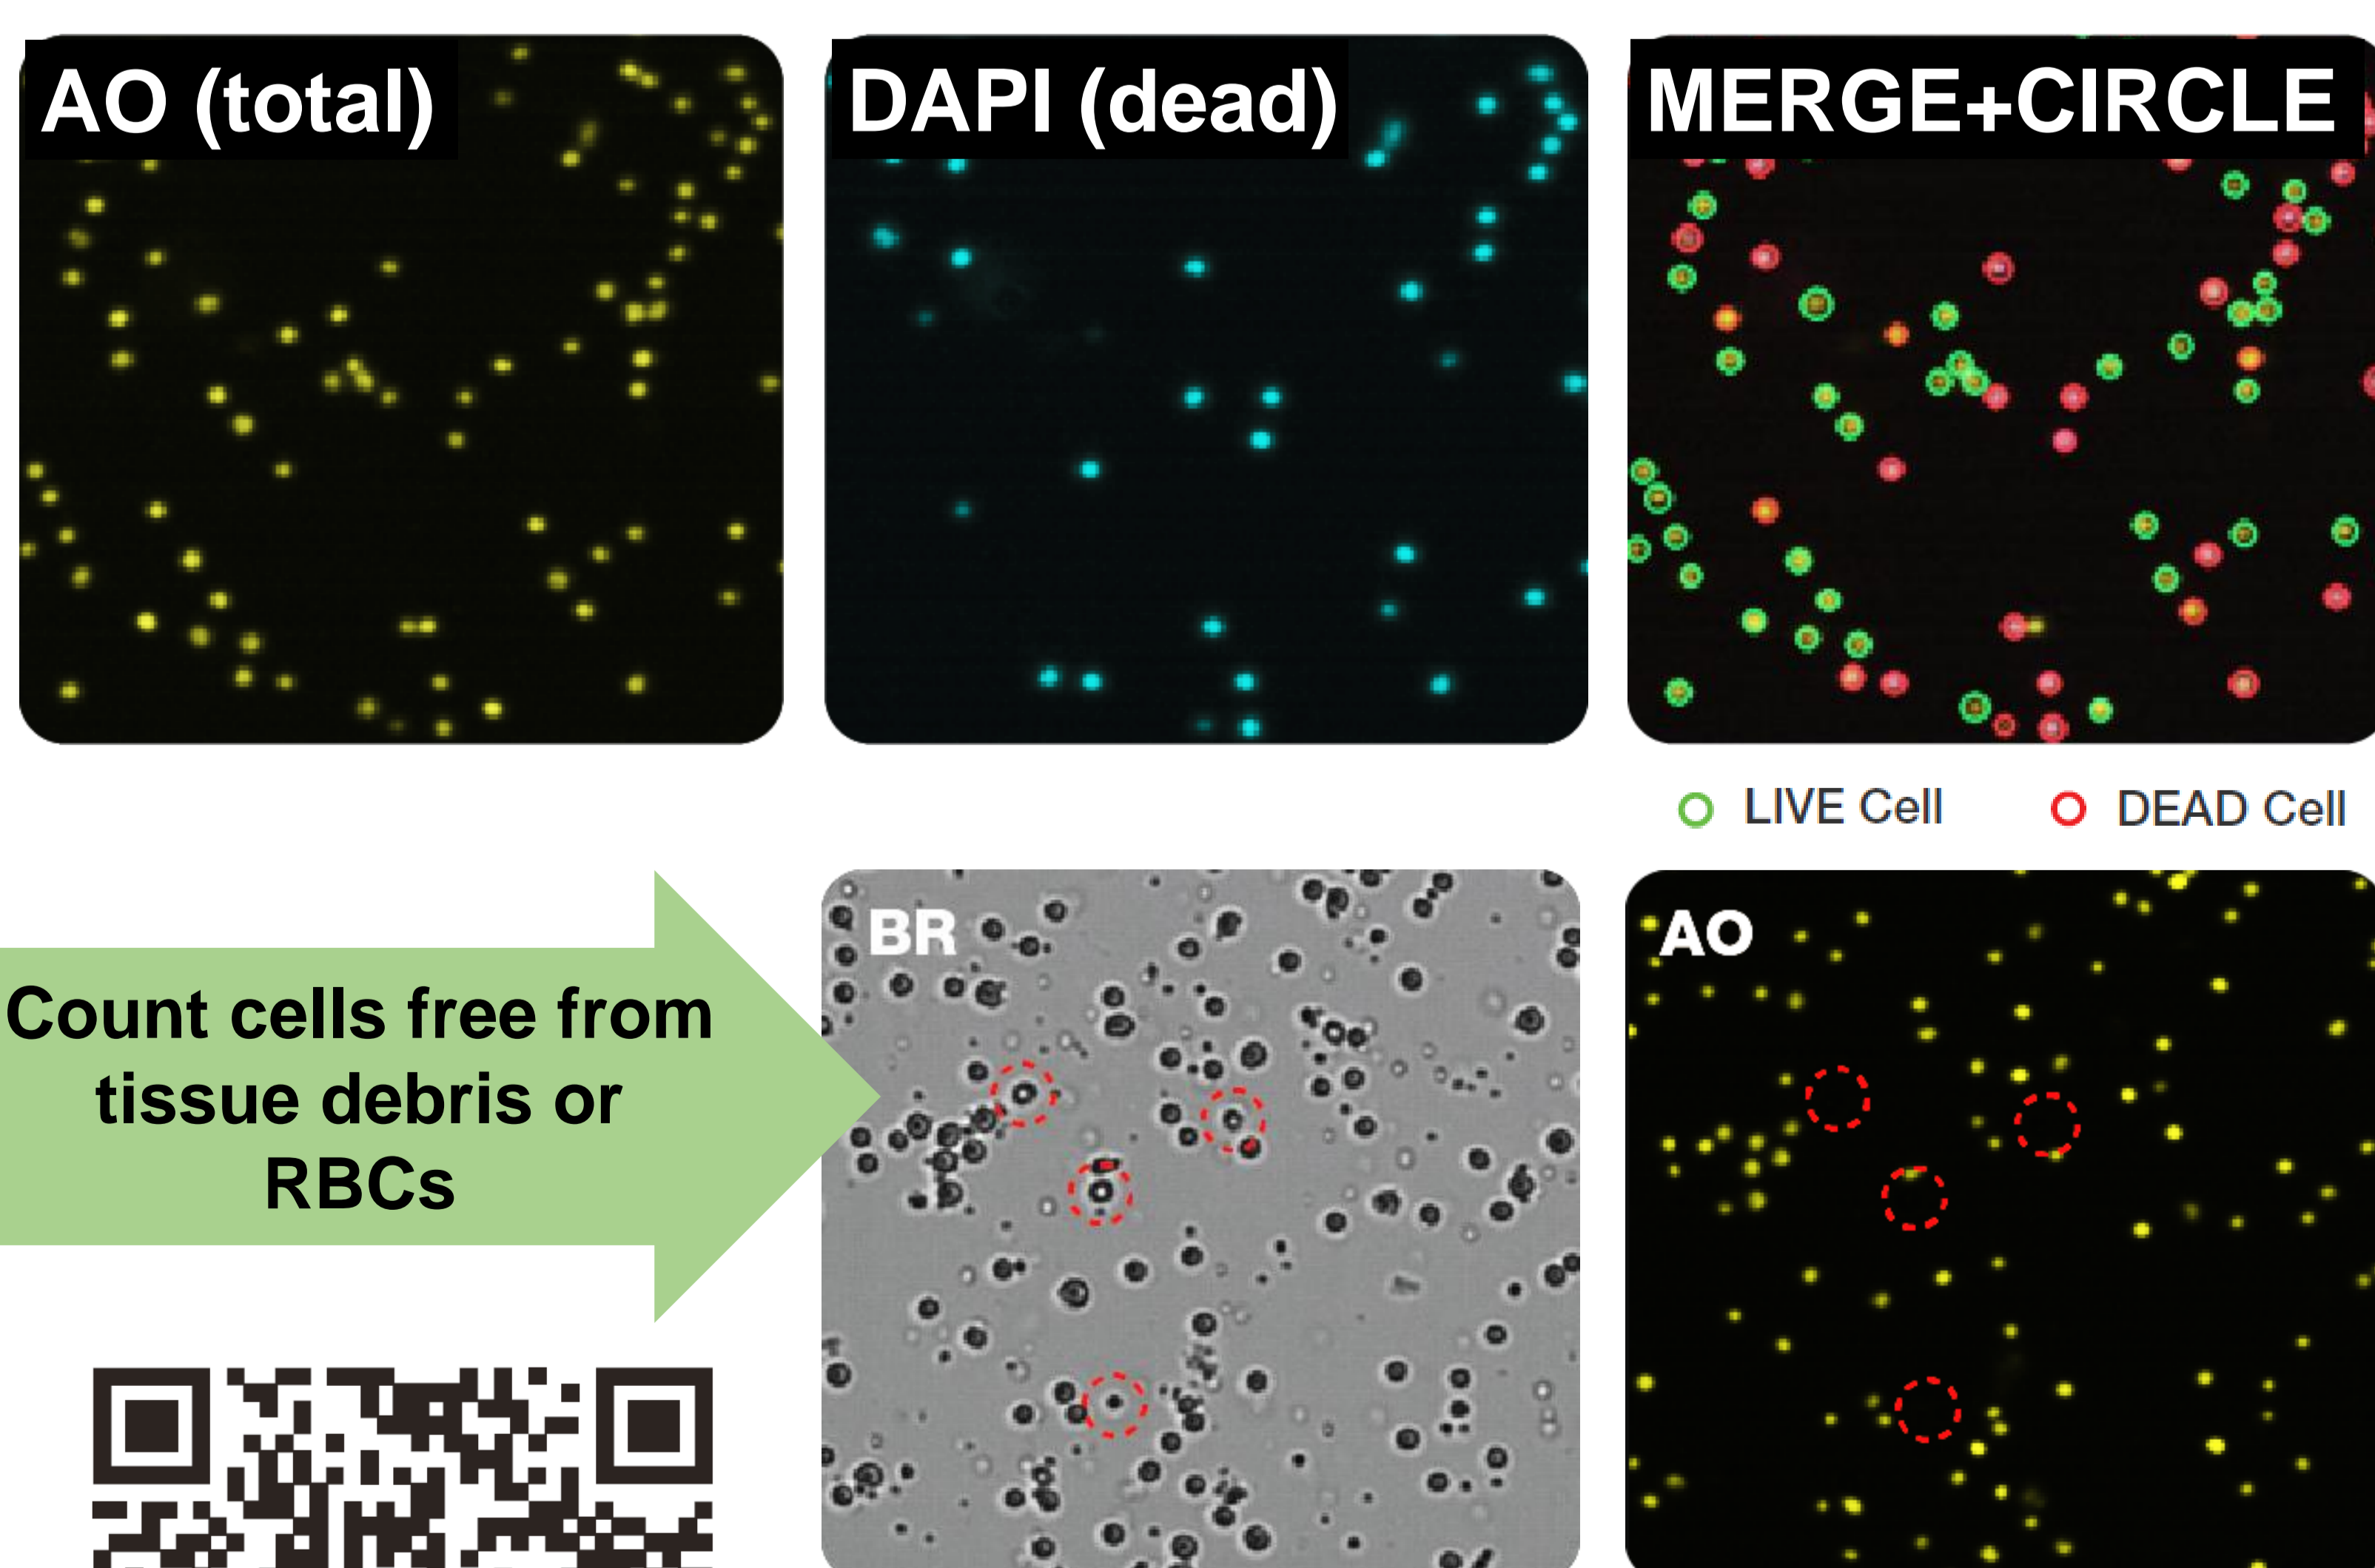 AO (total)
DAPI (dead)
MERGE+CIRCLE
LIVE Cell
DEAD Cell
Count cells free from
tissue debris or
RBCs
BR
AO